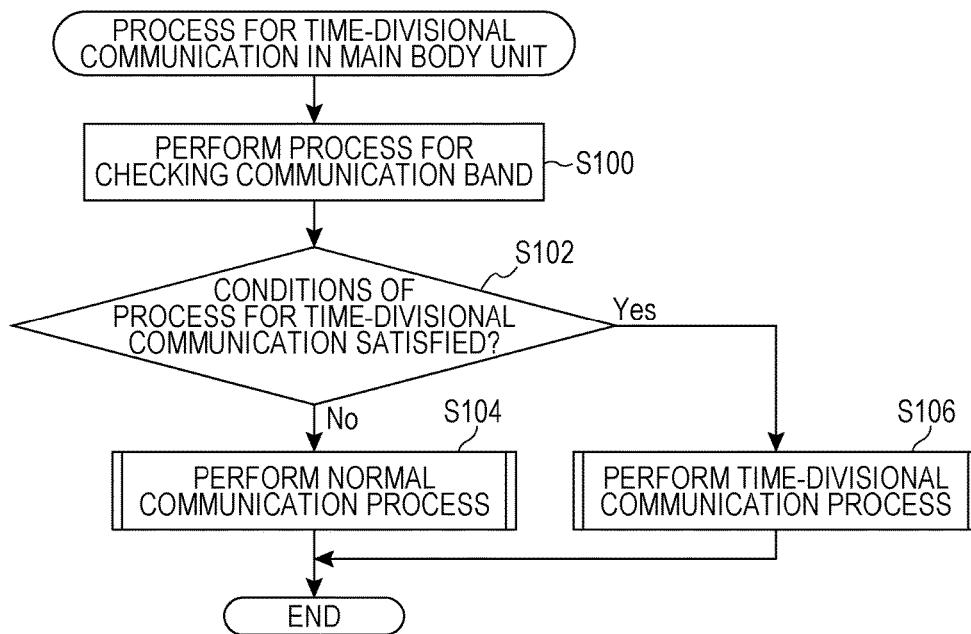 PROCESS FOR TIME-DIVISIONAL
COMMUNICATION IN MAIN BODY UNIT
PERFORM PROCESS FOR
CHECKING COMMUNICATION BAND
S100
S102
CONDITIONS OF
PROCESS FOR TIME-DIVISIONAL
COMMUNICATION SATISFIED?
Yes
No
S104
PERFORM NORMAL
COMMUNICATION PROCESS
S106
PERFORM TIME-DIVISIONAL
COMMUNICATION PROCESS
END